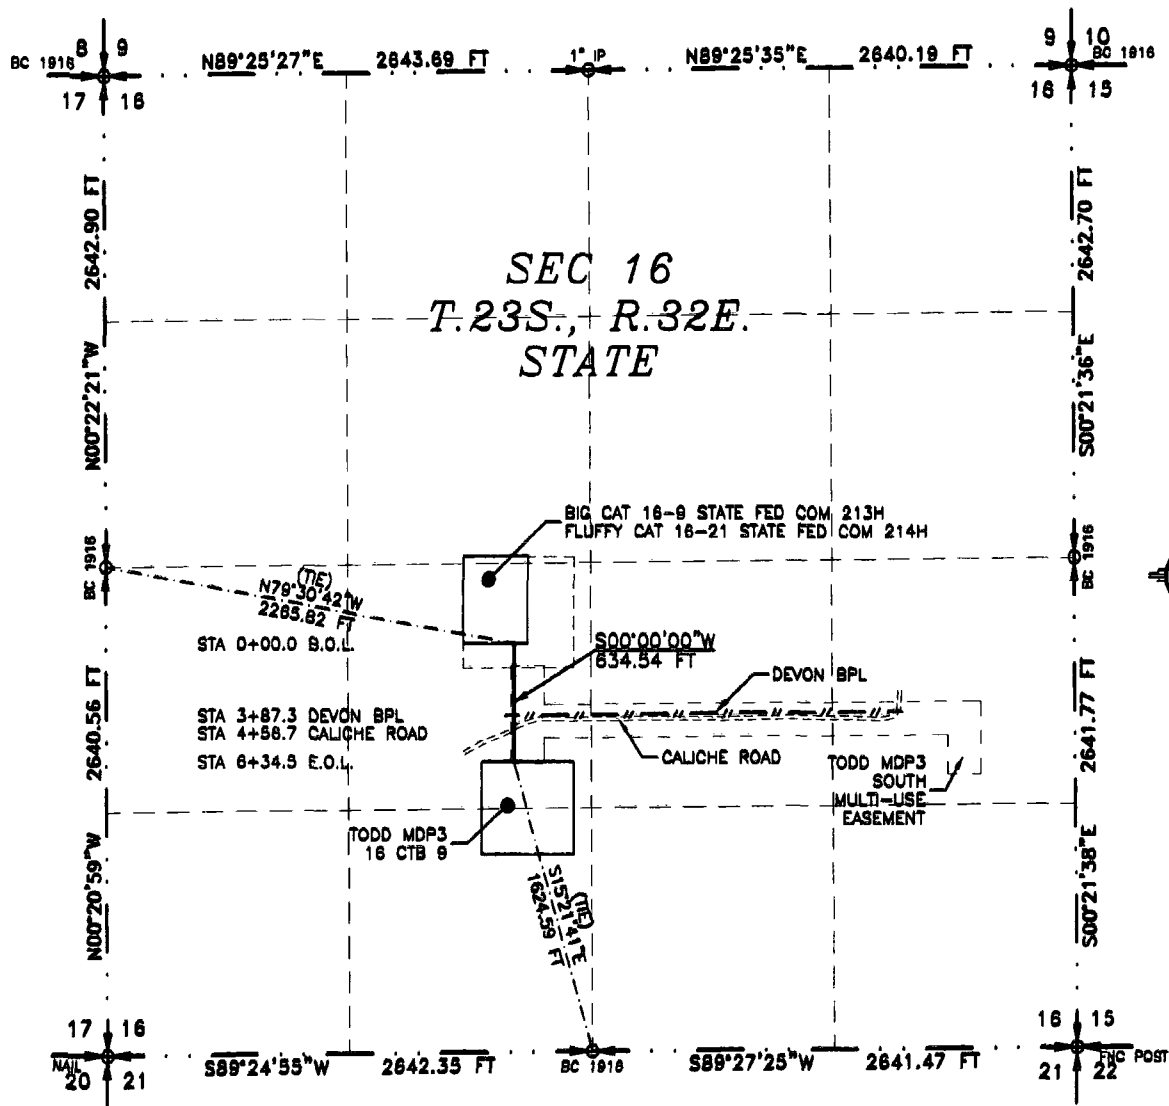 8 9
BC 1916
17 16
N89°25'27"E 2643.69 FT
1" IP
N89°25'35"E 2640.19 FT
9 10
BC 1916
16 15
2642.90 FT
N00°22'21"W
2642.70 FT
S00°21'36"E
SEC 16
T.23S., R.32E.
STATE
BIG CAT 16-9 STATE FED COM 213H
FLUFFY CAT 16-21 STATE FED COM 214H
BC 1916
BC 1916
(TIE)
N79°30'42"W
2265.82 FT
STA 0+00.0 B.O.L.
S00°00'00"W
634.54 FT
DEVON BPL
STA 3+87.3 DEVON BPL
STA 4+56.7 CALICHE ROAD
STA 6+34.5 E.O.L.
CALICHE ROAD
TODD MDP3
SOUTH
MULTI-USE
EASEMENT
2640.56 FT
N00°20'59"W
2641.77 FT
S00°21'38"E
TODD MDP3
16 CTB 9
(TIE)
S15°21'41"E
1624.59 FT
17 16
NAIL
20 21
S89°24'55"W 2642.35 FT
BC 1916
S89°27'25"W 2641.47 FT
16 15
FNC POST
21 22